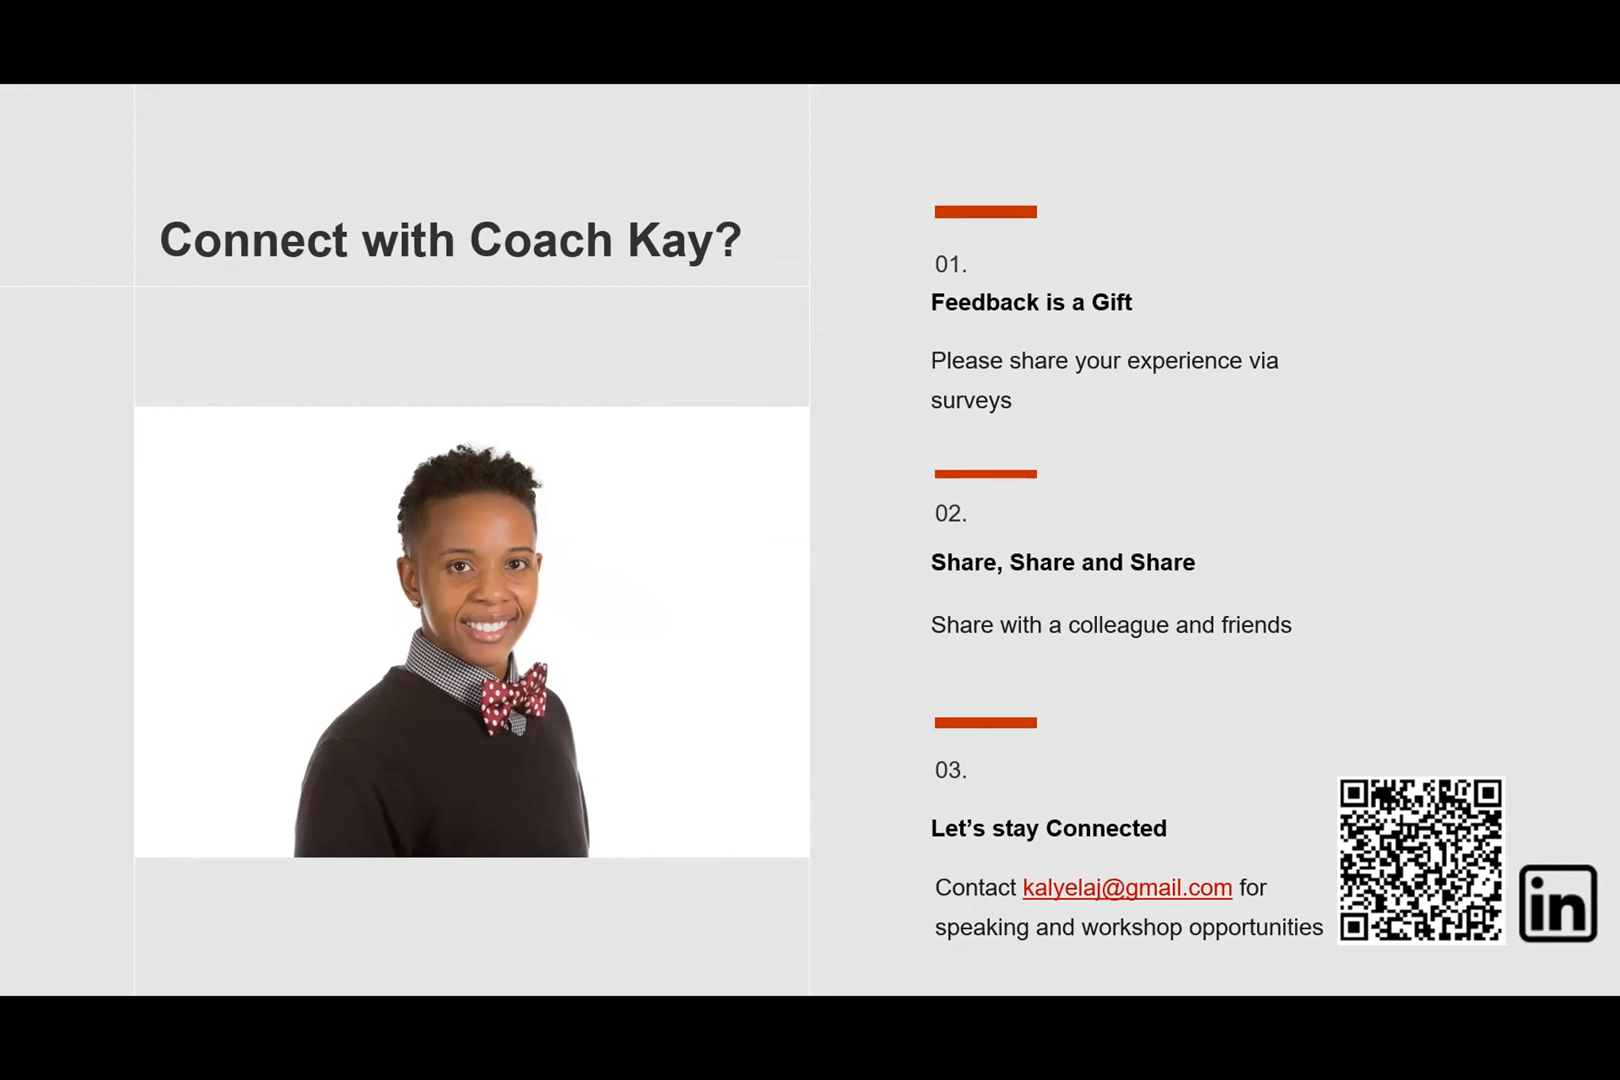 Connect with Coach Kay?
01.
Feedback is a Gift
Please share your experience via
surveys
02.
Share, Share and Share
Share with a colleague and friends
03.
Let’s stay Connected
Contact kalyelaj@gmail.com for
speaking and workshop opportunities
in